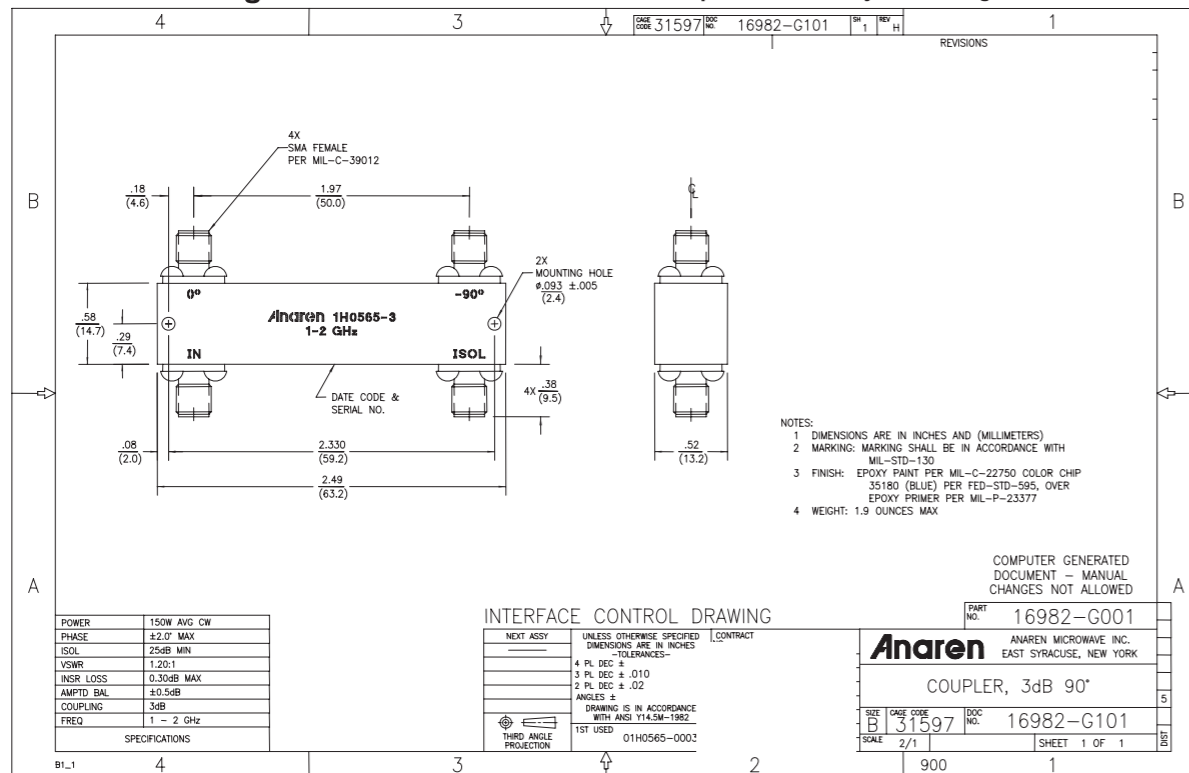 4 3 1
CAGE CODE 31597 DOC NO. 16982-G101 SH 1 REV H
REVISIONS
4X
SMA FEMALE
PER MIL-C-39012
.18
(4.6)
1.97
(50.0)
C
L
B B
2X
MOUNTING HOLE
ø.093 ±.005
(2.4)
0° -90°
Anaren 1H0565-3
1-2 GHz
IN ISOL
.58
(14.7)
.29
(7.4)
DATE CODE &
SERIAL NO.
4X .38
(9.5)
.08
(2.0)
2.330
(59.2)
2.49
(63.2)
.52
(13.2)
NOTES:
1 DIMENSIONS ARE IN INCHES AND (MILLIMETERS)
2 MARKING: MARKING SHALL BE IN ACCORDANCE WITH
MIL-STD-130
3 FINISH: EPOXY PAINT PER MIL-C-22750 COLOR CHIP
35180 (BLUE) PER FED-STD-595, OVER
EPOXY PRIMER PER MIL-P-23377
4 WEIGHT: 1.9 OUNCES MAX
COMPUTER GENERATED
DOCUMENT - MANUAL
CHANGES NOT ALLOWED
A A
POWER 150W AVG CW
PHASE ±2.0° MAX
ISOL 25dB MIN
VSWR 1.20:1
INSR LOSS 0.30dB MAX
AMPTD BAL ±0.5dB
COUPLING 3dB
FREQ 1 - 2 GHz
SPECIFICATIONS
INTERFACE CONTROL DRAWING
NEXT ASSY
UNLESS OTHERWISE SPECIFIED
DIMENSIONS ARE IN INCHES
-TOLERANCES-
4 PL DEC ±
3 PL DEC ± .010
2 PL DEC ± .02
ANGLES ±
DRAWING IS IN ACCORDANCE
WITH ANSI Y14.5M-1982
THIRD ANGLE
PROJECTION
1ST USED
01H0565-0003
CONTRACT
PART NO. 16982-G001
Anaren
ANAREN MICROWAVE INC.
EAST SYRACUSE, NEW YORK
COUPLER, 3dB 90°
SIZE B CAGE CODE 31597 DOC NO. 16982-G101
SCALE 2/1 SHEET 1 OF 1
5
DIST
B1_1 4 3 2 900 1